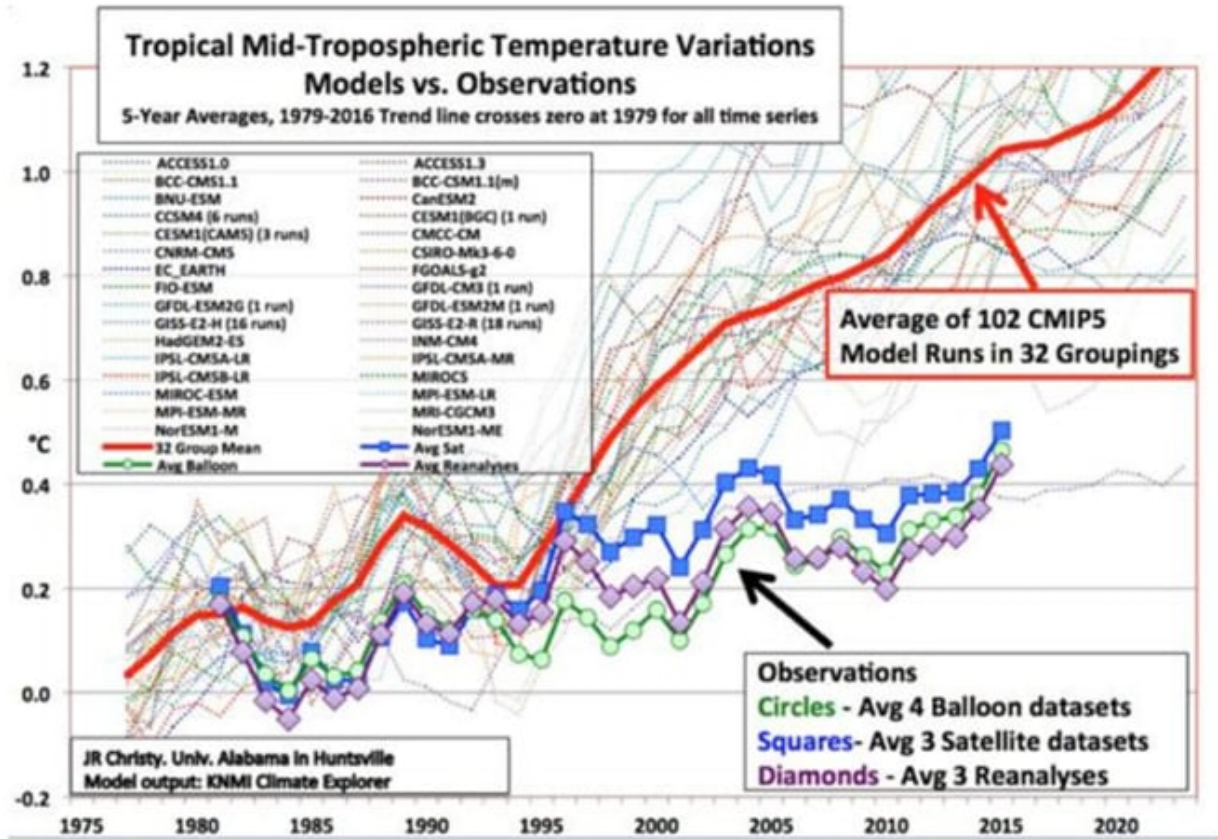 Tropical Mid-Tropospheric Temperature Variations
Models vs. Observations
5-Year Averages, 1979-2016 Trend line crosses zero at 1979 for all time series
1.2
1.0
0.8
0.6
°C
0.4
0.2
0.0
-0.2
ACCESS1.0 ACCESS1.3
BCC-CMS1.1 BCC-CSM1.1(m)
BNU-ESM CanESM2
CCSM4 (6 runs) CESM1(BGC) (1 run)
CESM1(CAM5) (3 runs) CMCC-CM
CNRM-CM5 CSIRO-Mk3-6-0
EC_EARTH FGOALS-g2
FIO-ESM GFDL-CM3 (1 run)
GFDL-ESM2G (1 run) GFDL-ESM2M (1 run)
GISS-E2-H (16 runs) GISS-E2-R (18 runs)
HadGEM2-ES INM-CM4
IPSL-CM5A-LR IPSL-CM5A-MR
IPSL-CM5B-LR MIROC5
MIROC-ESM MPI-ESM-LR
MPI-ESM-MR MRI-CGCM3
NorESM1-M NorESM1-ME
32 Group Mean Avg Sat
Avg Balloon Avg Reanalyses
Average of 102 CMIP5
Model Runs in 32 Groupings
Observations
Circles - Avg 4 Balloon datasets
Squares- Avg 3 Satellite datasets
Diamonds - Avg 3 Reanalyses
JR Christy. Univ. Alabama in Huntsville
Model output: KNMI Climate Explorer
1975 1980 1985 1990 1995 2000 2005 2010 2015 2020